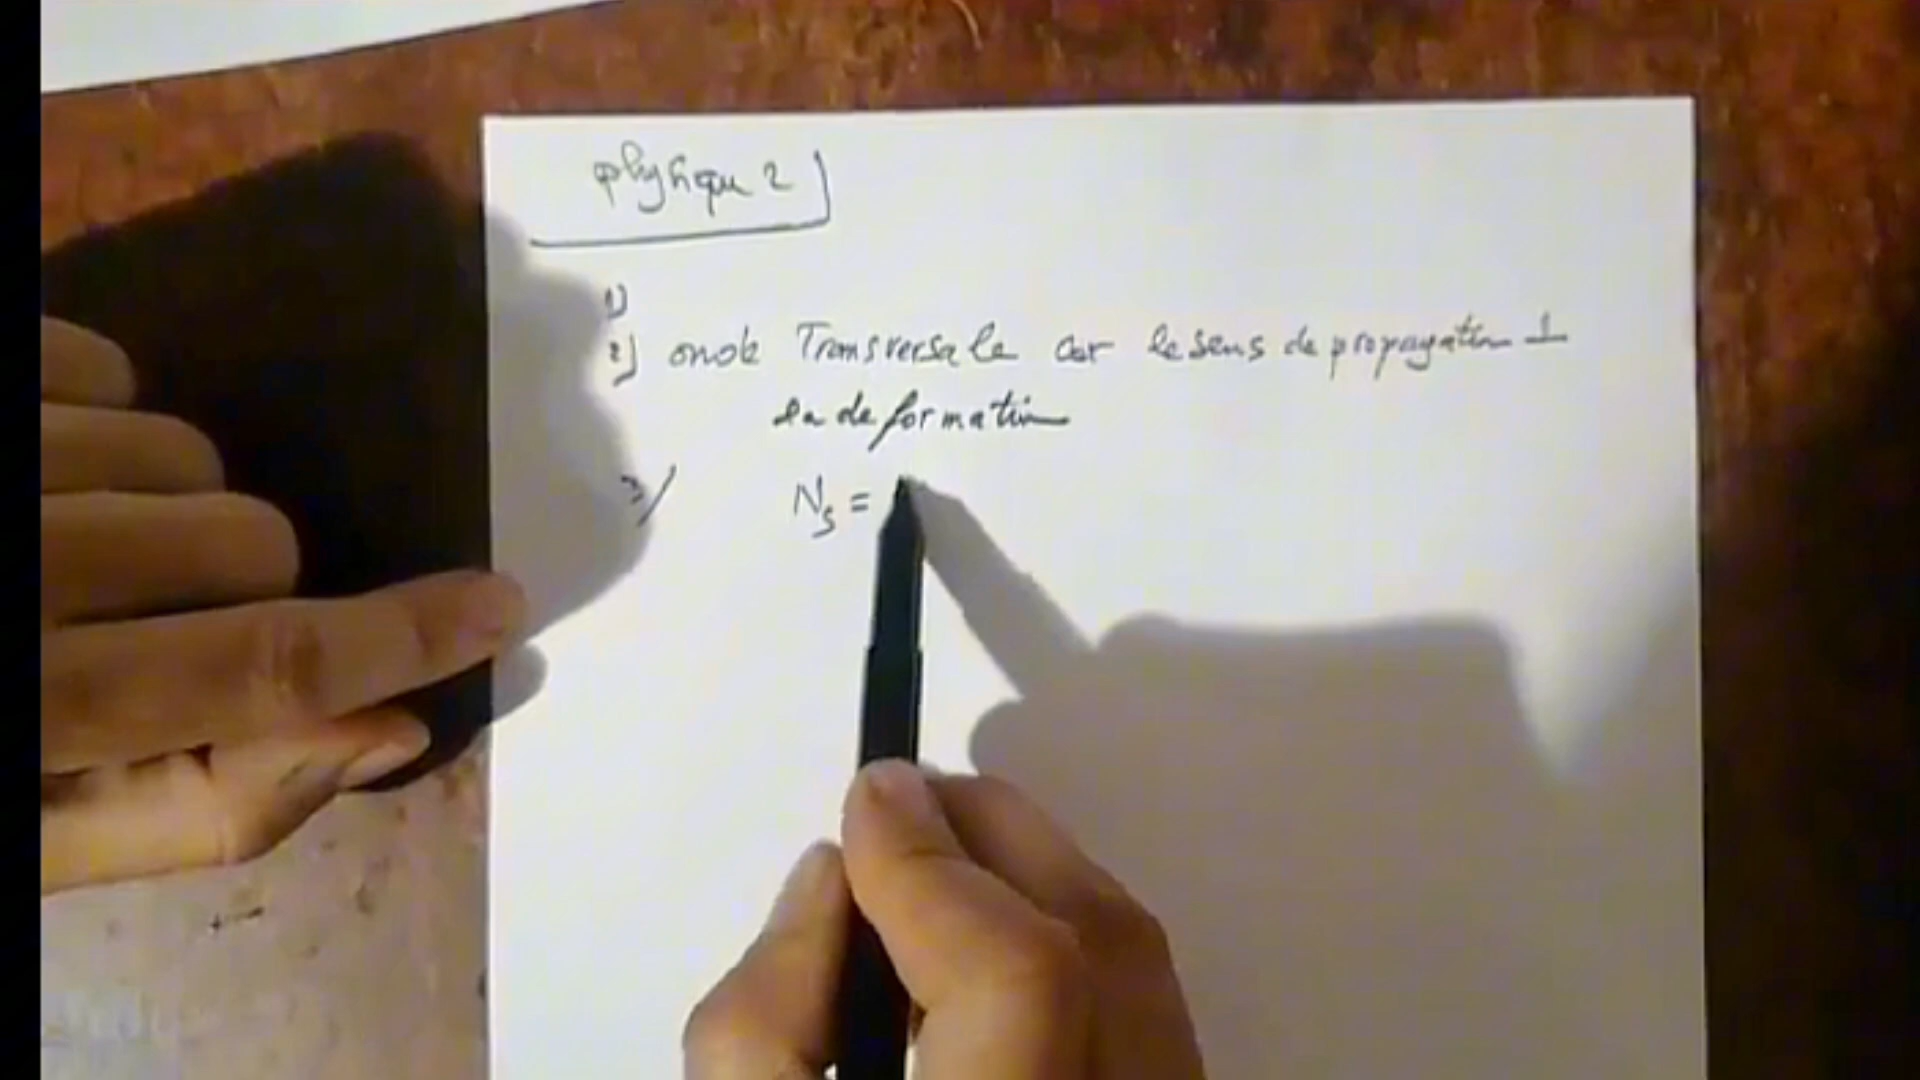 physique 2
1)
2) onde Transversale car le sens de propagation ⊥
la deformation
3) Ns =